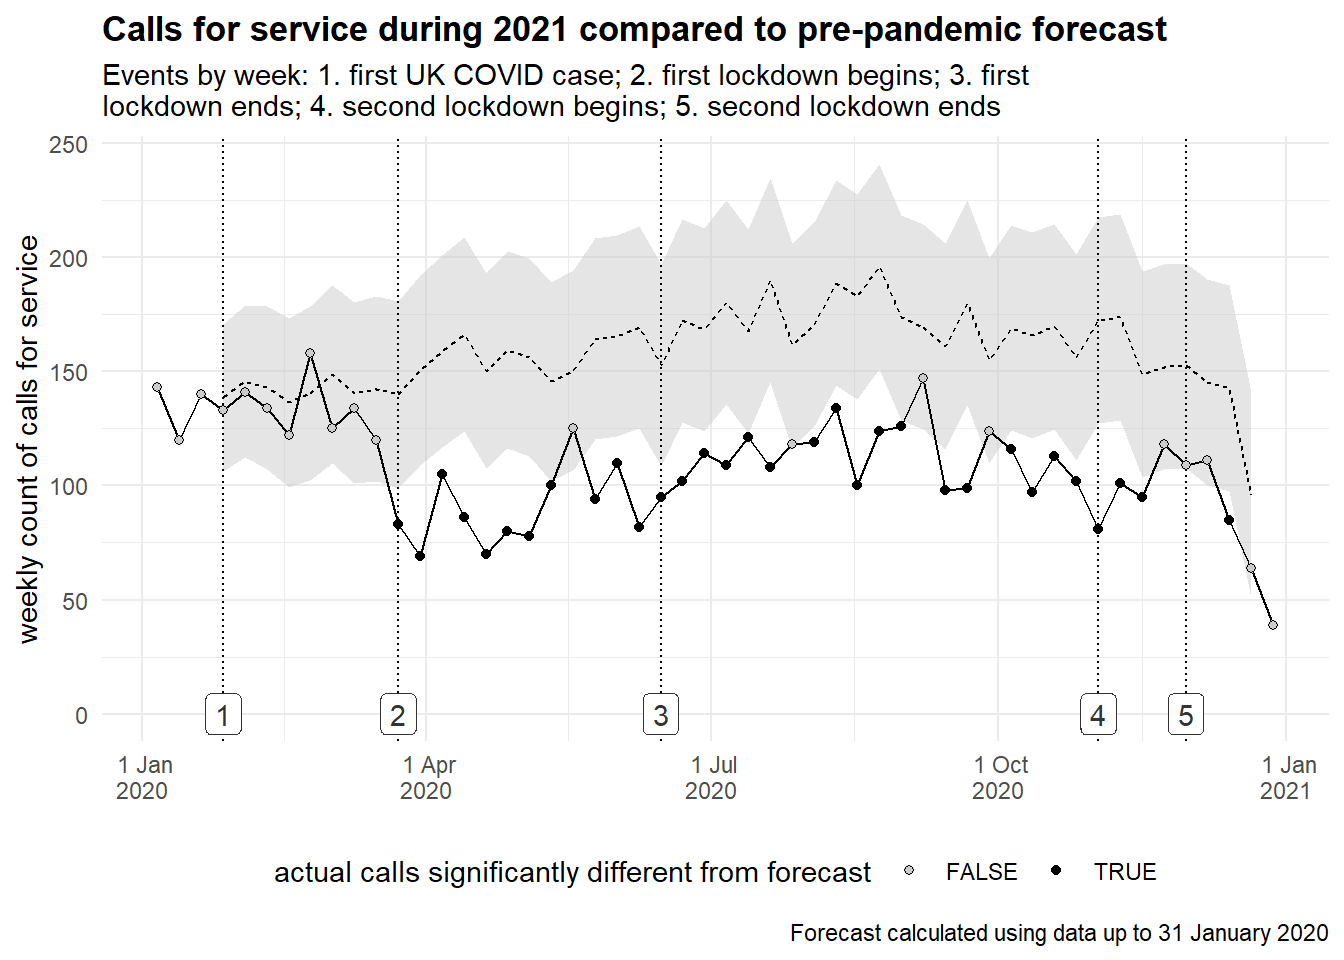 Calls for service during 2021 compared to pre-pandemic forecast
Events by week: 1. first UK COVID case; 2. first lockdown begins; 3. first
lockdown ends; 4. second lockdown begins; 5. second lockdown ends
weekly count of calls for service
250
200
150
100
50
0
1 2 3 4 5
1 Jan 1 Apr 1 Jul 1 Oct 1 Jan
2020 2020 2020 2020 2021
actual calls significantly different from forecast FALSE TRUE
Forecast calculated using data up to 31 January 2020